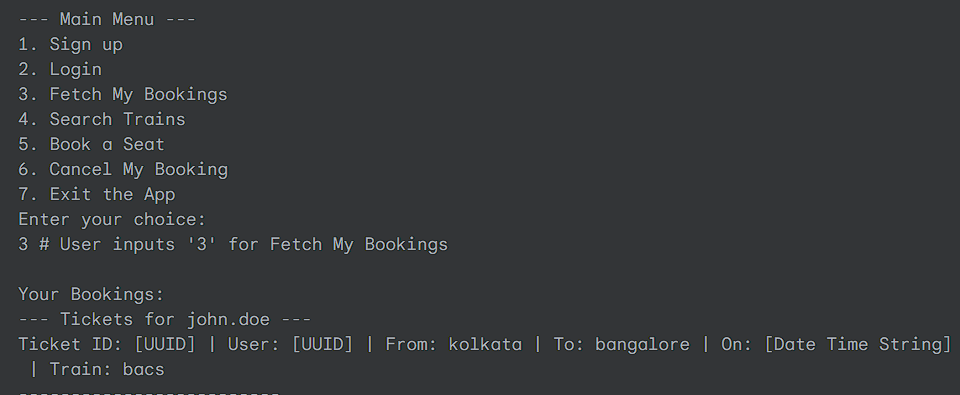 --- Main Menu ---
1. Sign up
2. Login
3. Fetch My Bookings
4. Search Trains
5. Book a Seat
6. Cancel My Booking
7. Exit the App
Enter your choice:
3 # User inputs '3' for Fetch My Bookings
Your Bookings:
--- Tickets for john.doe ---
Ticket ID: [UUID] | User: [UUID] | From: kolkata | To: bangalore | On: [Date Time String]
| Train: bacs
-------------------------